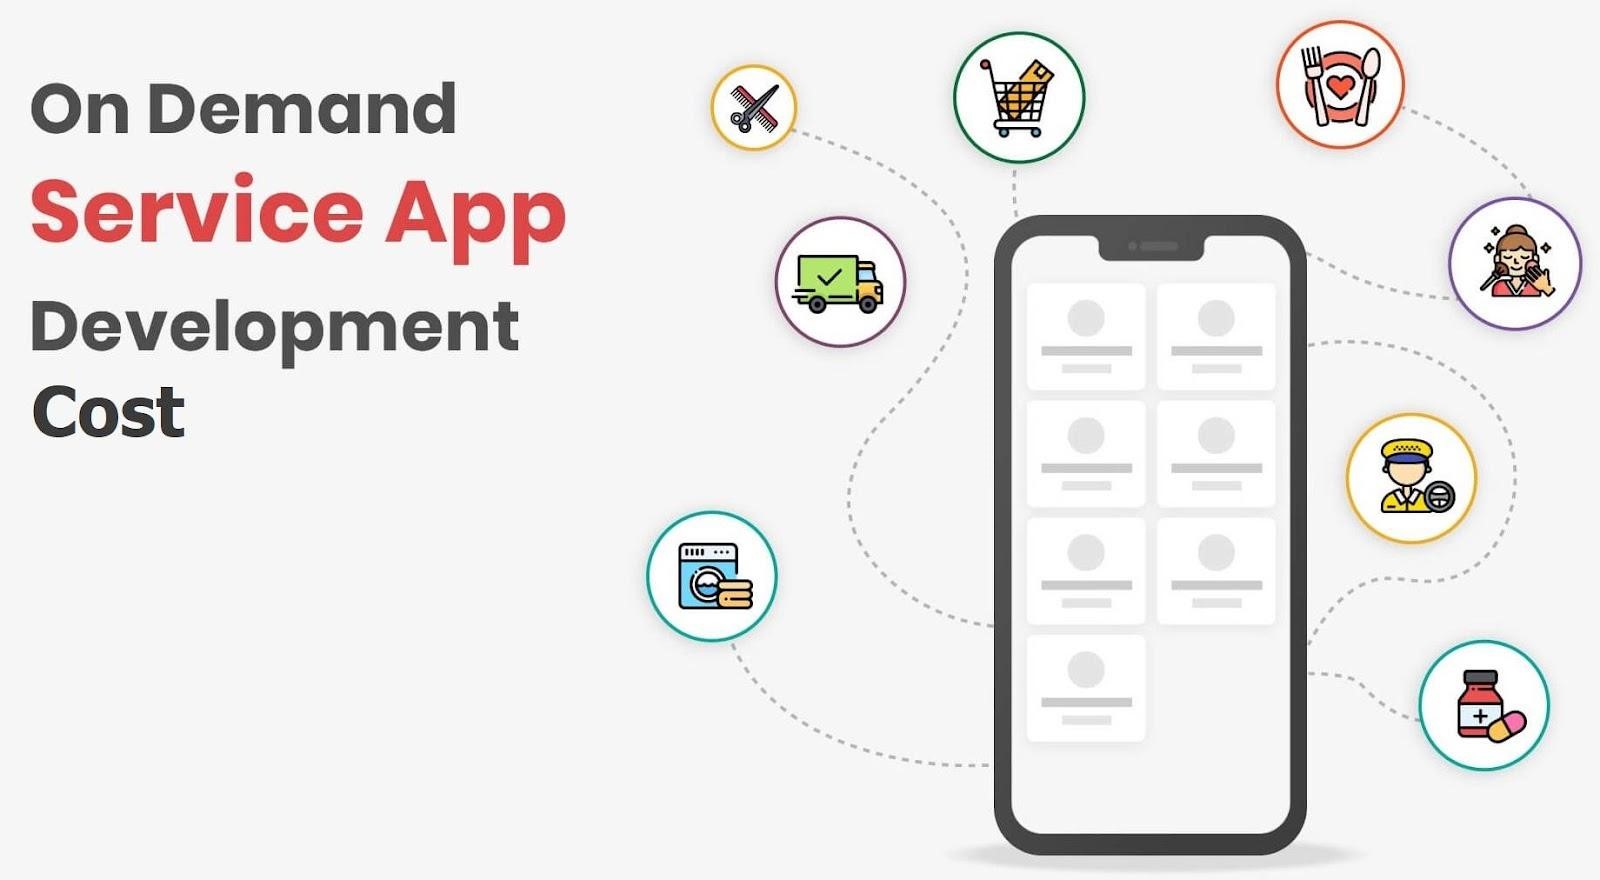 On Demand
Service App
Development
Cost